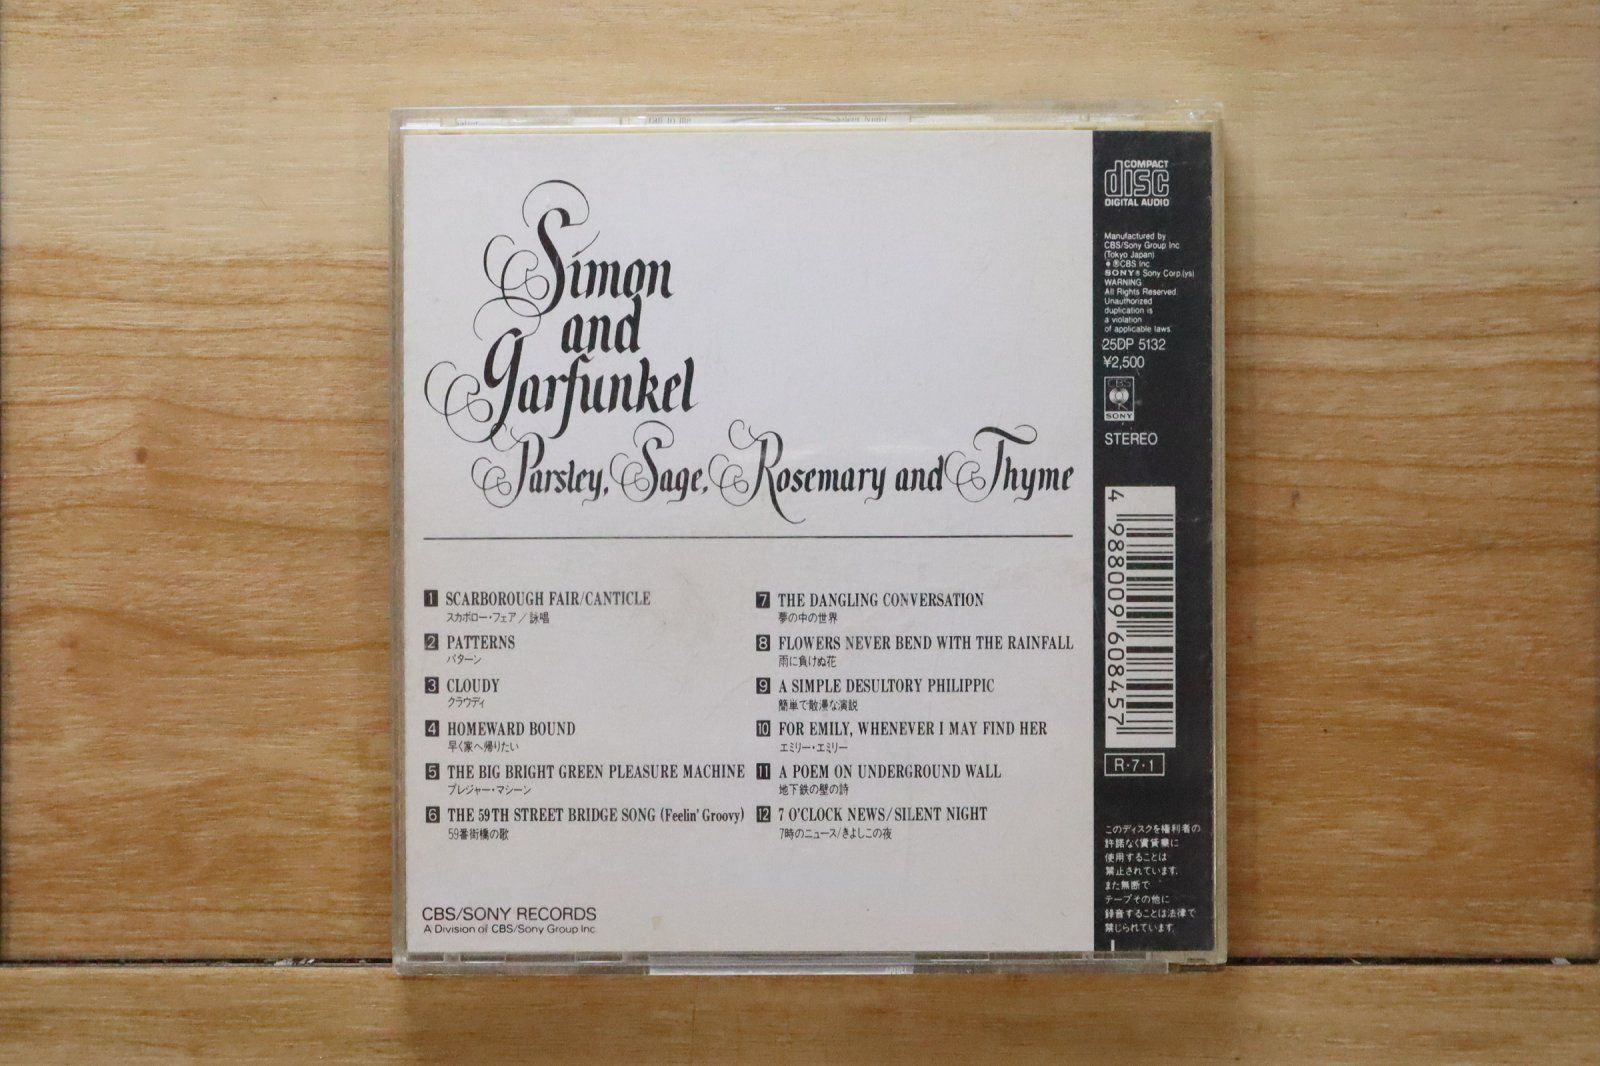 Simon
and
Garfunkel
Parsley, Sage, Rosemary and Thyme
1 SCARBOROUGH FAIR/CANTICLE
スカボロー・フェア／詠唱
2 PATTERNS
パターン
3 CLOUDY
クラウディ
4 HOMEWARD BOUND
早く家へ帰りたい
5 THE BIG BRIGHT GREEN PLEASURE MACHINE
プレジャー・マシーン
6 THE 59TH STREET BRIDGE SONG (Feelin' Groovy)
59番街橋の歌
7 THE DANGLING CONVERSATION
夢の中の世界
8 FLOWERS NEVER BEND WITH THE RAINFALL
雨に負けぬ花
9 A SIMPLE DESULTORY PHILIPPIC
簡単で散漫な演説
10 FOR EMILY, WHENEVER I MAY FIND HER
エミリー・エミリー
11 A POEM ON UNDERGROUND WALL
地下鉄の壁の詩
12 7 O'CLOCK NEWS/SILENT NIGHT
7時のニュース/きよしこの夜
CBS/SONY RECORDS
A Division of CBS/Sony Group Inc
COMPACT
disc
DIGITAL AUDIO
Manufactured by
CBS/Sony Group Inc.
(Tokyo Japan)
● ℗CBS Inc.
SONY® Sony Corp.(ys)
WARNING
All Rights Reserved.
Unauthorized
duplication is
a violation
of applicable laws.
25DP 5132
¥2,500
CBS
SONY
STEREO
4 988009 608457
R・7・1
このディスクを権利者の
許諾なく賃貸業に
使用することは
禁止されています。
また無断で
テープその他に
録音することは法律で
禁じられています。